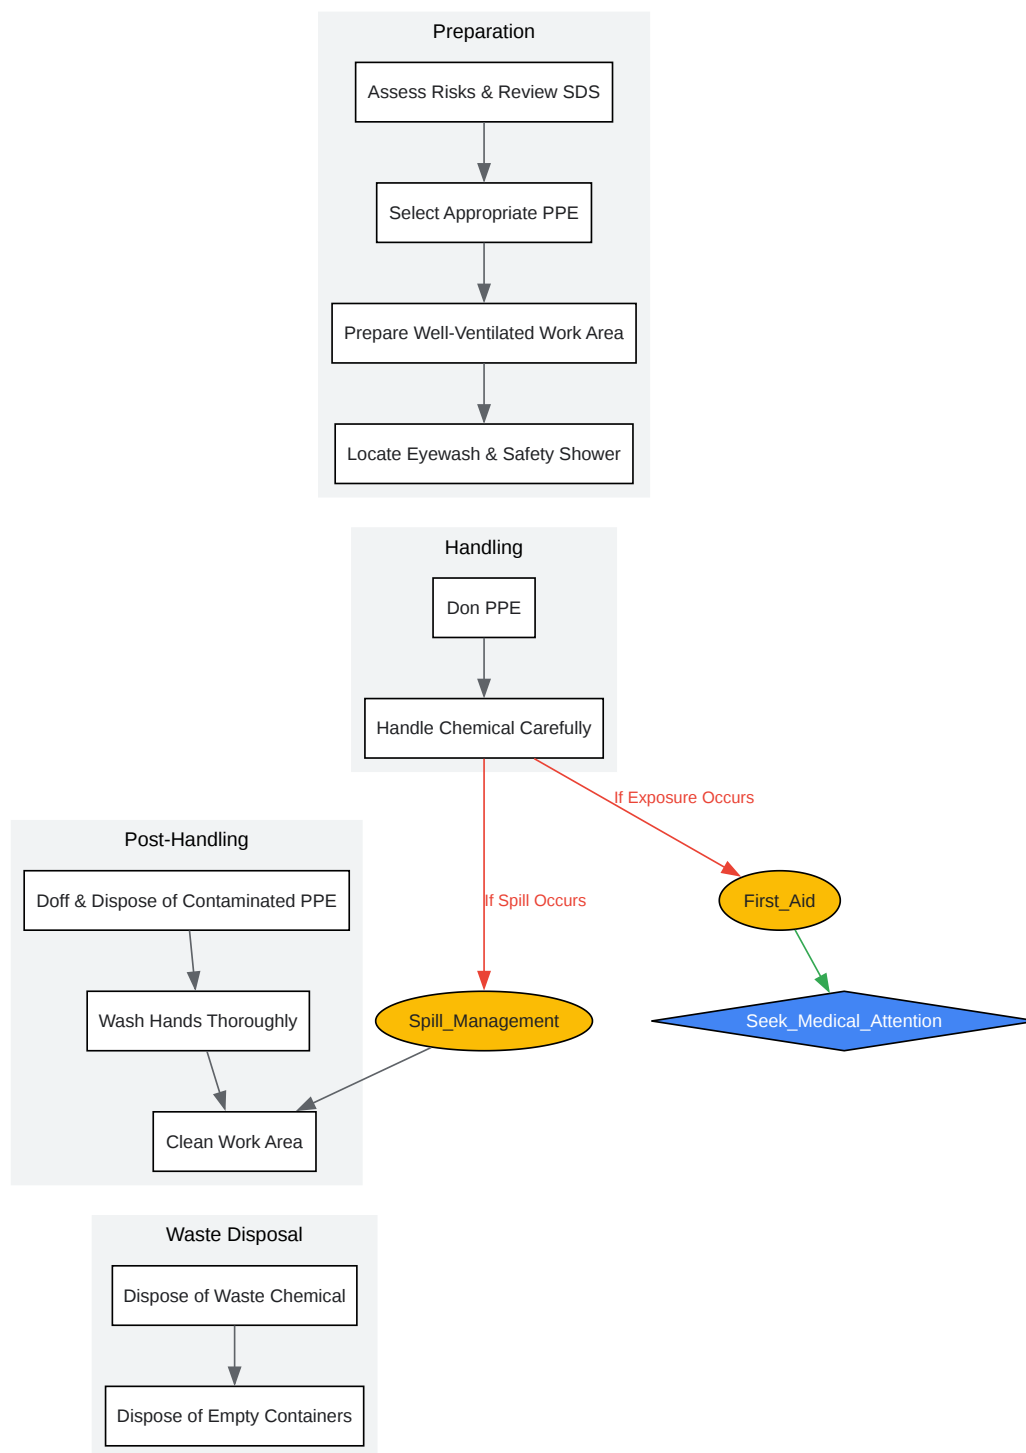 Preparation
Assess Risks & Review SDS
Select Appropriate PPE
Prepare Well-Ventilated Work Area
Locate Eyewash & Safety Shower
Handling
Don PPE
Handle Chemical Carefully
If Exposure Occurs
Post-Handling
Doff & Dispose of Contaminated PPE
If Spill Occurs
First_Aid
Wash Hands Thoroughly
Spill_Management
Seek_Medical_Attention
Clean Work Area
Waste Disposal
Dispose of Waste Chemical
Dispose of Empty Containers